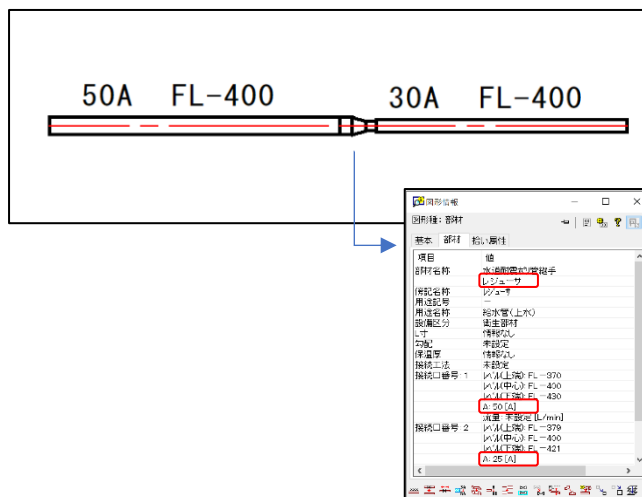 50A FL-400
30A FL-400
図形情報
図形種:部材
基本 部材 拾い属性
項目 値
部材名称 水道耐震水管継手
レジューサ
傍記名称 レジューサ
用途記号 －
用途名称 給水管(上水)
設備区分 衛生部材
L寸 情報なし
勾配 未設定
保温厚 情報なし
接続工法 未設定
接続口番号 1 レベル(上端): FL -370
レベル(中心): FL -400
レベル(下端): FL -430
A: 50 [A]
流量: 未設定 [L/min]
接続口番号 2 レベル(上端): FL -379
レベル(中心): FL -400
レベル(下端): FL -421
A: 25 [A]